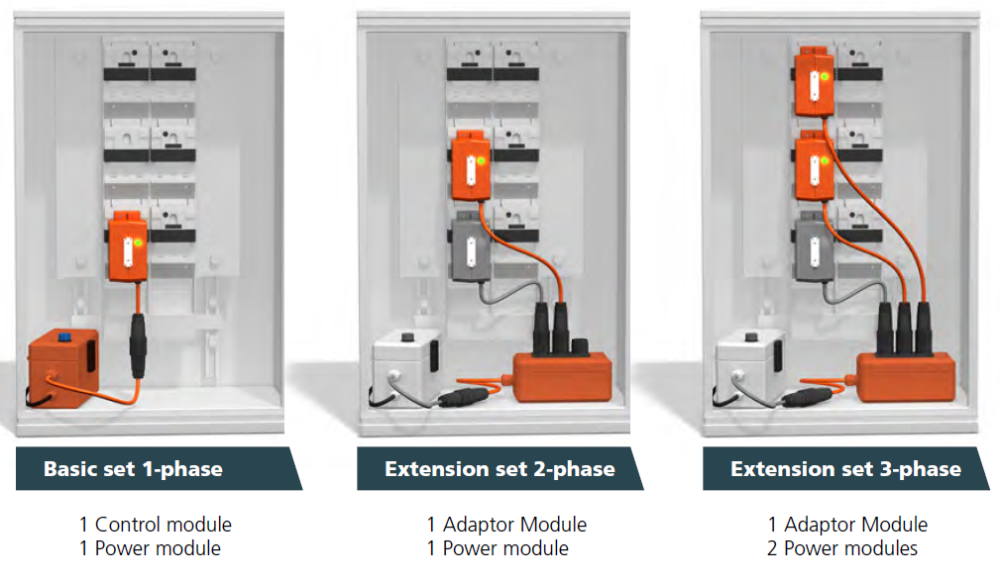 Basic set 1-phase
Extension set 2-phase
Extension set 3-phase
1 Control module
1 Power module
1 Adaptor Module
1 Power module
1 Adaptor Module
2 Power modules